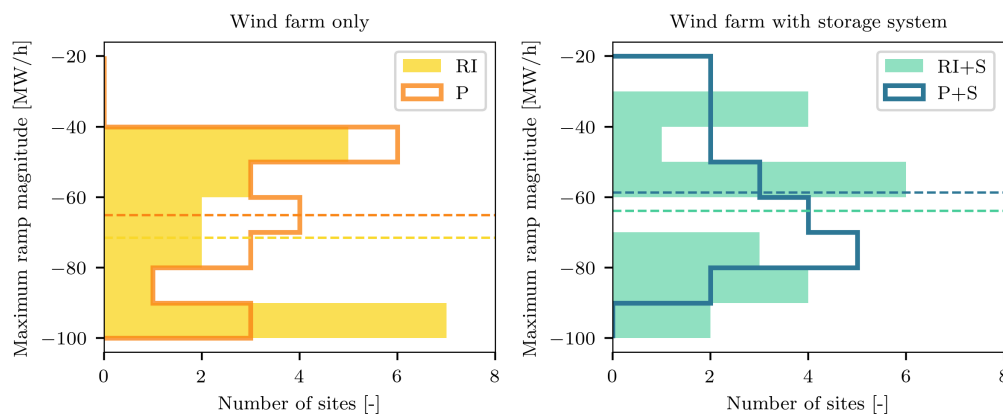 Wind farm only
Maximum ramp magnitude [MW/h]
−20
−40
−60
−80
−100
0 2 4 6 8
Number of sites [-]
RI
P
Wind farm with storage system
Maximum ramp magnitude [MW/h]
−20
−40
−60
−80
−100
0 2 4 6 8
Number of sites [-]
RI+S
P+S